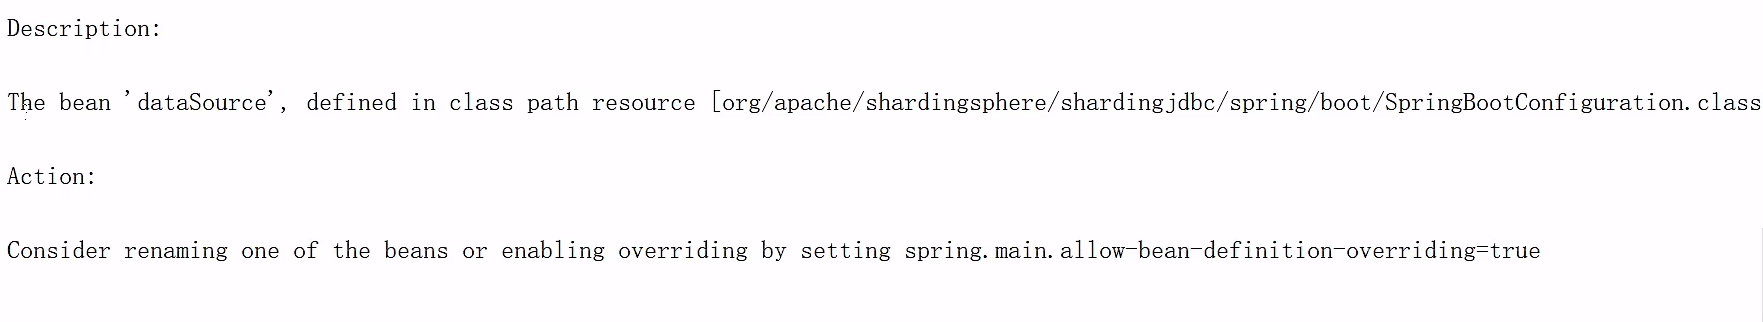 Description:
The bean 'dataSource', defined in class path resource [org/apache/shardingsphere/shardingjdbc/spring/boot/SpringBootConfiguration.class
Action:
Consider renaming one of the beans or enabling overriding by setting spring.main.allow-bean-definition-overriding=true